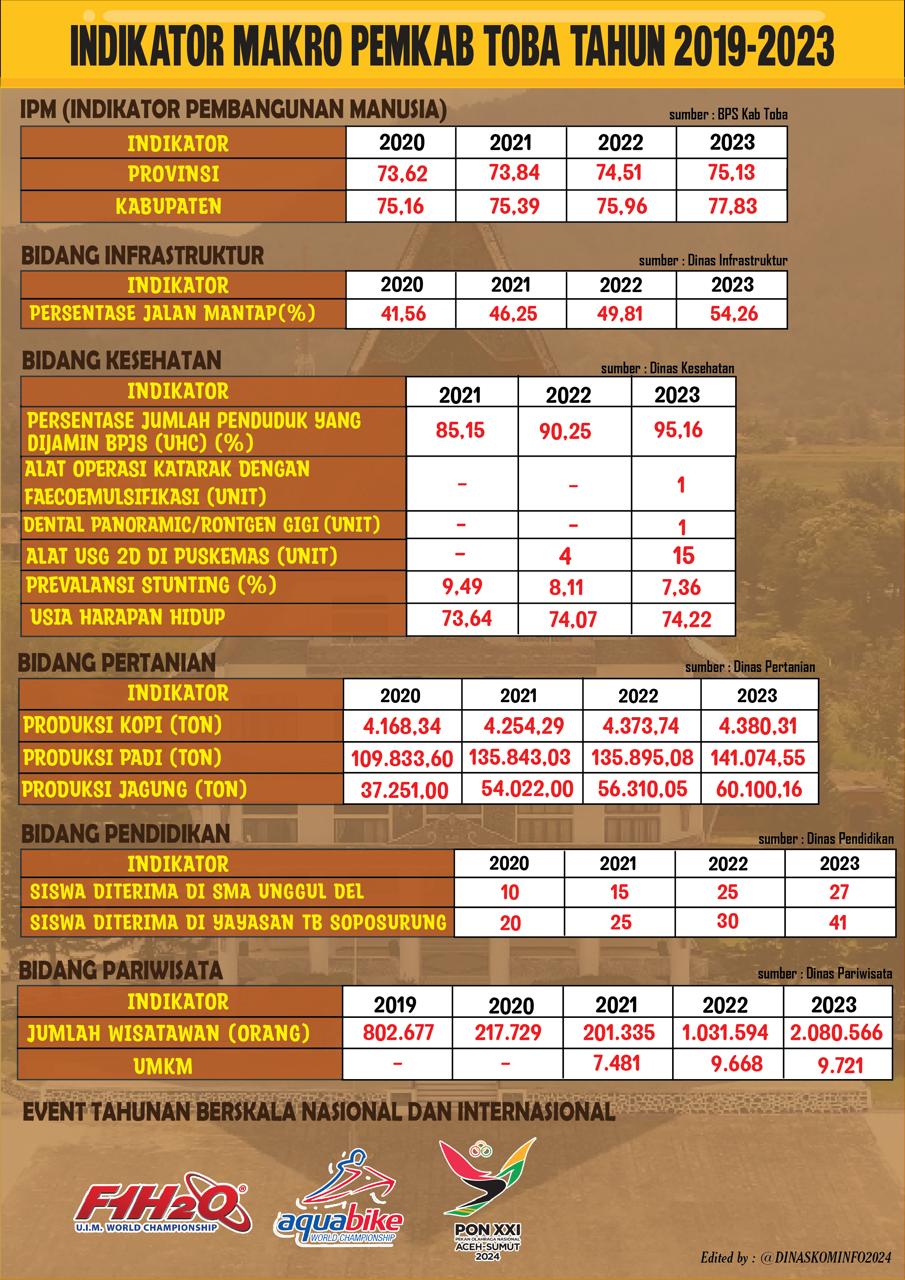 INDIKATOR MAKRO PEMKAB TOBA TAHUN 2019-2023
IPM (INDIKATOR PEMBANGUNAN MANUSIA)
sumber : BPS Kab Toba
INDIKATOR 2020 2021 2022 2023
PROVINSI 73,62 73,84 74,51 75,13
KABUPATEN 75,16 75,39 75,96 77,83
BIDANG INFRASTRUKTUR
sumber : Dinas Infrastruktur
INDIKATOR 2020 2021 2022 2023
PERSENTASE JALAN MANTAP(%) 41,56 46,25 49,81 54,26
BIDANG KESEHATAN
sumber : Dinas Kesehatan
INDIKATOR 2021 2022 2023
PERSENTASE JUMLAH PENDUDUK YANG
DIJAMIN BPJS (UHC) (%) 85,15 90,25 95,16
ALAT OPERASI KATARAK DENGAN
FAECOEMULSIFIKASI (UNIT) - - 1
DENTAL PANORAMIC/RONTGEN GIGI (UNIT) - - 1
ALAT USG 2D DI PUSKEMAS (UNIT) - 4 15
PREVALANSI STUNTING (%) 9,49 8,11 7,36
USIA HARAPAN HIDUP 73,64 74,07 74,22
BIDANG PERTANIAN
sumber : Dinas Pertanian
INDIKATOR 2020 2021 2022 2023
PRODUKSI KOPI (TON) 4.168,34 4.254,29 4.373,74 4.380,31
PRODUKSI PADI (TON) 109.833,60 135.843,03 135.895,08 141.074,55
PRODUKSI JAGUNG (TON) 37.251,00 54.022,00 56.310,05 60.100,16
BIDANG PENDIDIKAN
sumber : Dinas Pendidikan
INDIKATOR 2020 2021 2022 2023
SISWA DITERIMA DI SMA UNGGUL DEL 10 15 25 27
SISWA DITERIMA DI YAYASAN TB SOPOSURUNG 20 25 30 41
BIDANG PARIWISATA
sumber : Dinas Pariwisata
INDIKATOR 2019 2020 2021 2022 2023
JUMLAH WISATAWAN (ORANG) 802.677 217.729 201.335 1.031.594 2.080.566
UMKM - - 7.481 9.668 9.721
EVENT TAHUNAN BERSKALA NASIONAL DAN INTERNASIONAL
F1H2O®
U.I.M. WORLD CHAMPIONSHIP
aquabike
WORLD CHAMPIONSHIP
PON XXI
PEKAN OLAHRAGA NASIONAL
ACEH-SUMUT
2024
Edited by : @DINASKOMINFO2024